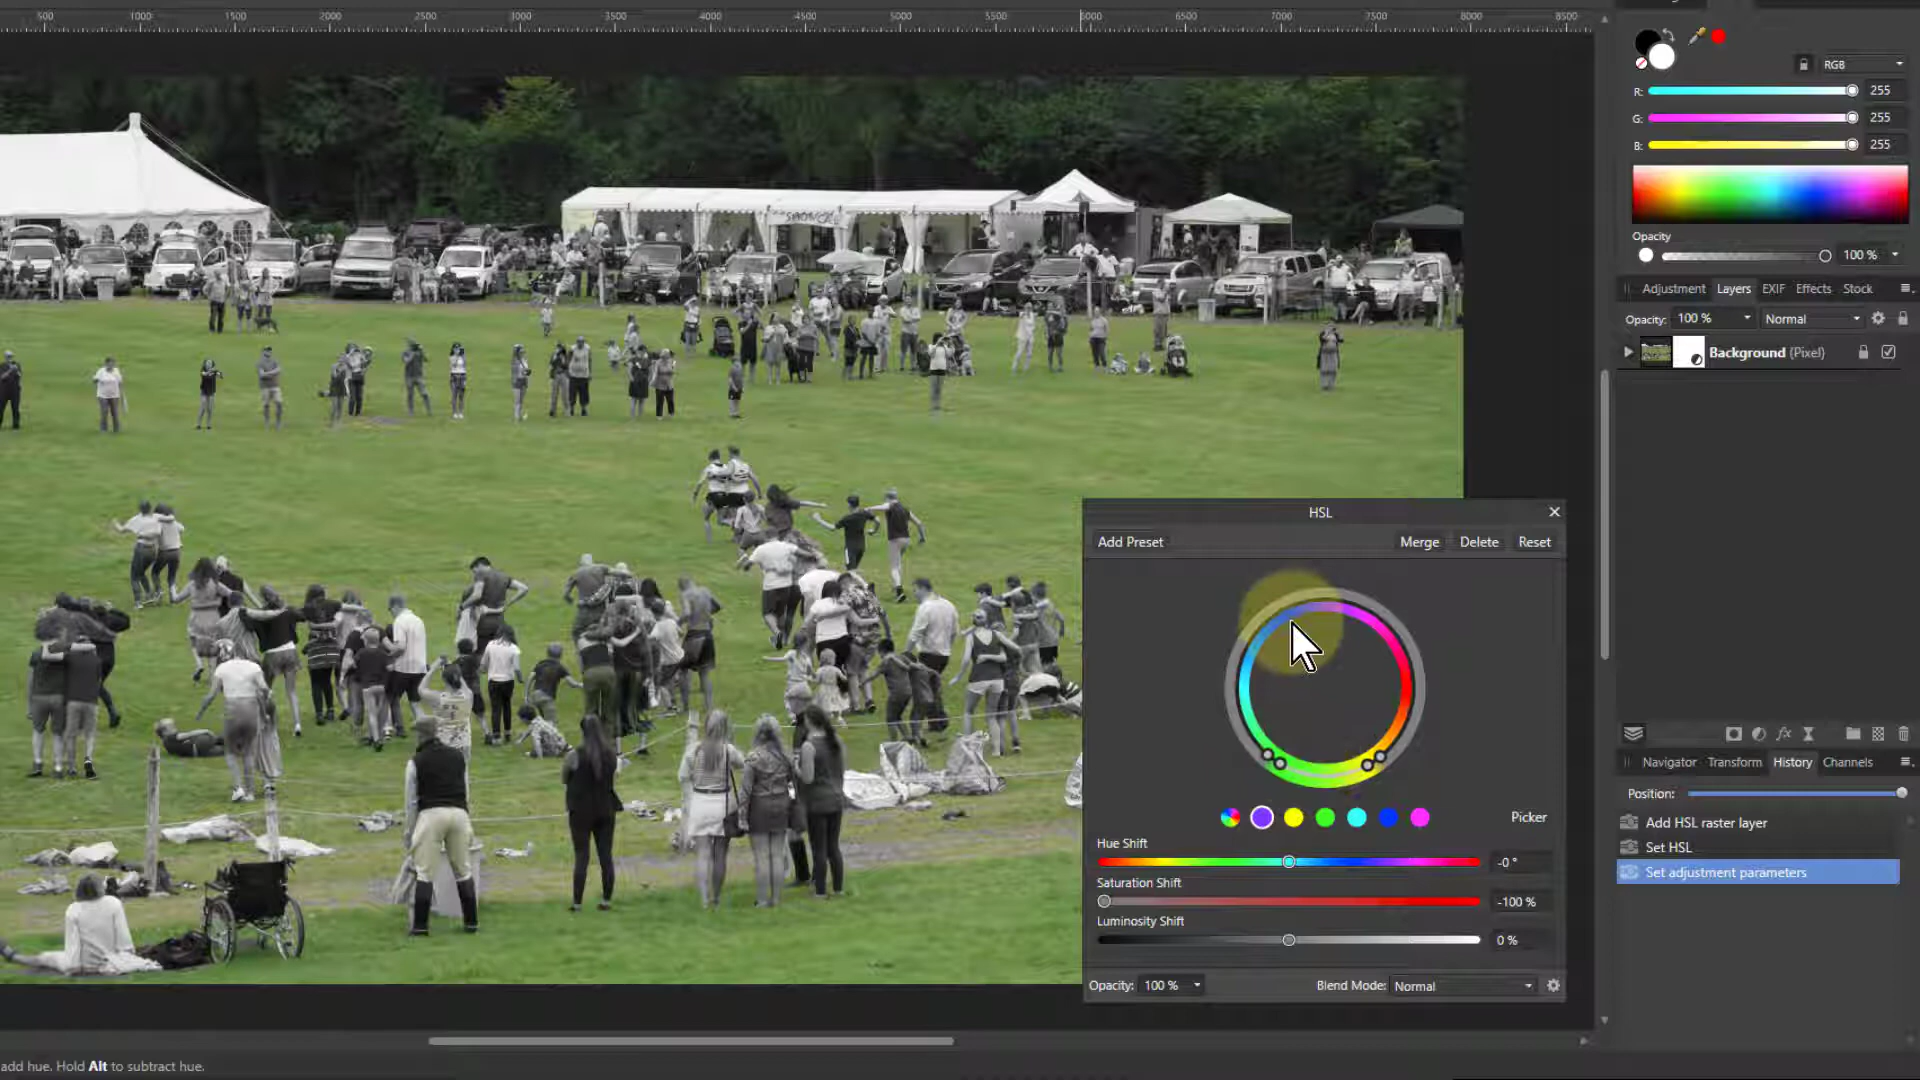 500 1000 1500 2000 2500 3000 3500 4000 4500 5000 5500 6000 6500 7000 7500 8000 8500
RGB
R: 255
G: 255
B: 255
Opacity
100 %
Adjustment Layers EXIF Effects Stock
Opacity: 100 % Normal
Background (Pixel)
HSL
Add Preset Merge Delete Reset
Picker
Hue Shift
-0 °
Saturation Shift
-100 %
Luminosity Shift
0 %
Opacity: 100 % Blend Mode: Normal
fx
Navigator Transform History Channels
Position:
Add HSL raster layer
Set HSL
Set adjustment parameters
add hue. Hold Alt to subtract hue.